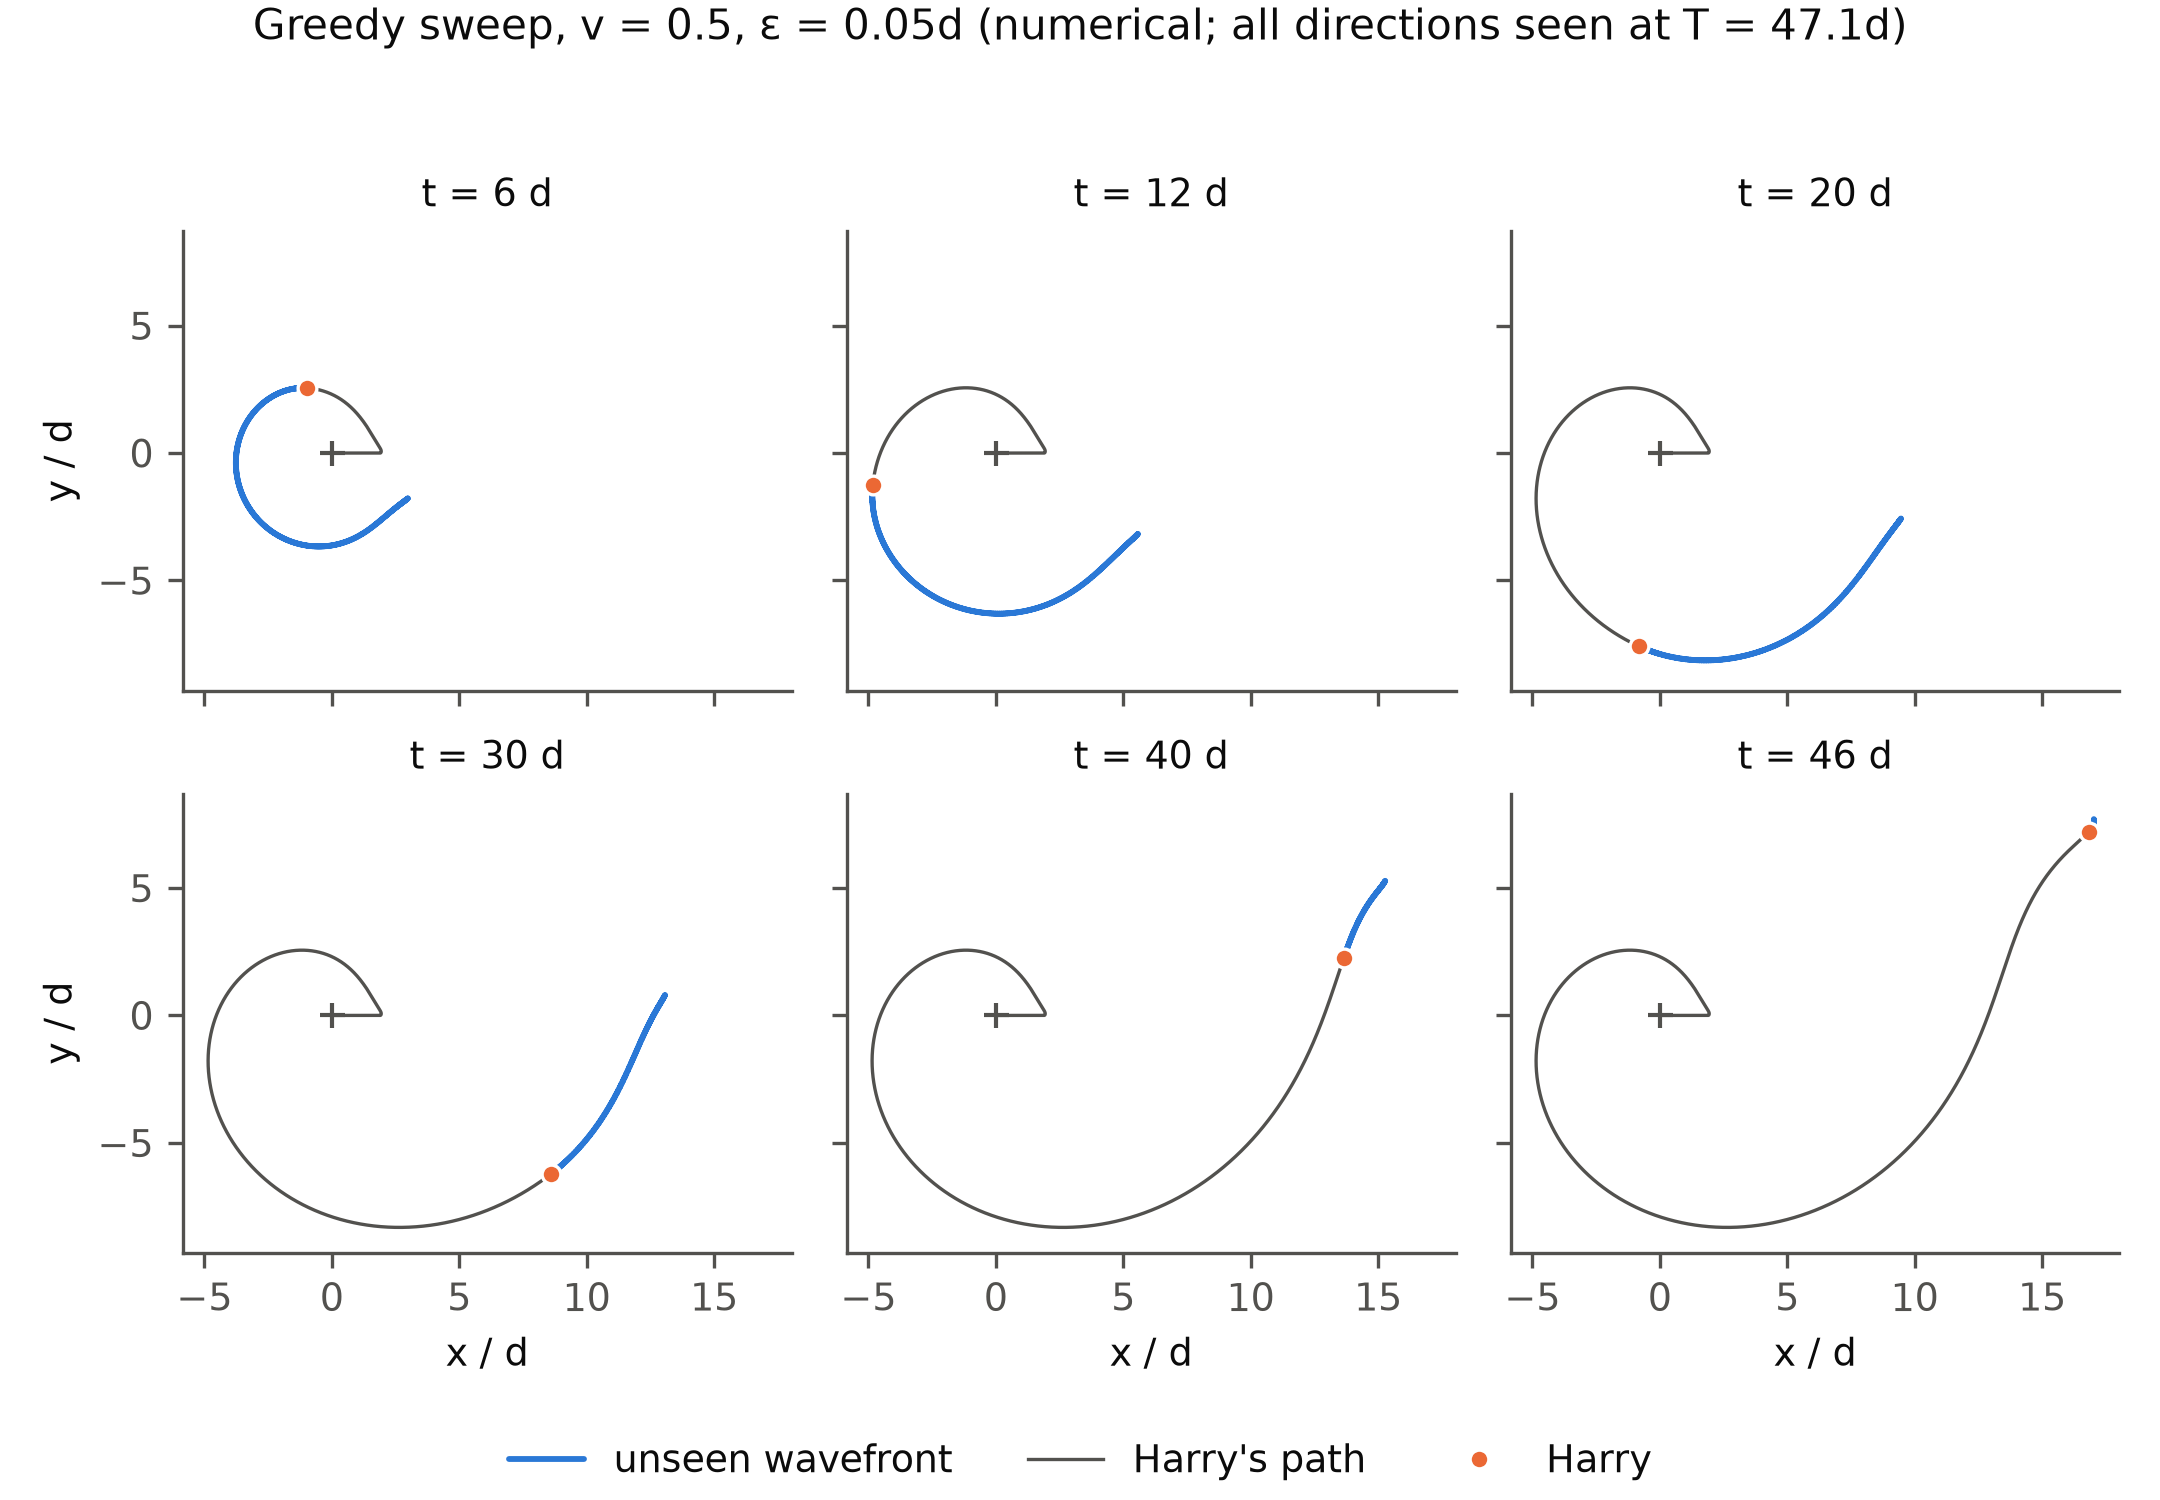 Greedy sweep, v = 0.5, ε = 0.05d (numerical; all directions seen at T = 47.1d)
t = 6 d
t = 12 d
t = 20 d
5
0
−5
y / d
t = 30 d
t = 40 d
t = 46 d
5
0
−5
y / d
−5 0 5 10 15
−5 0 5 10 15
−5 0 5 10 15
x / d
x / d
x / d
unseen wavefront
Harry's path
Harry